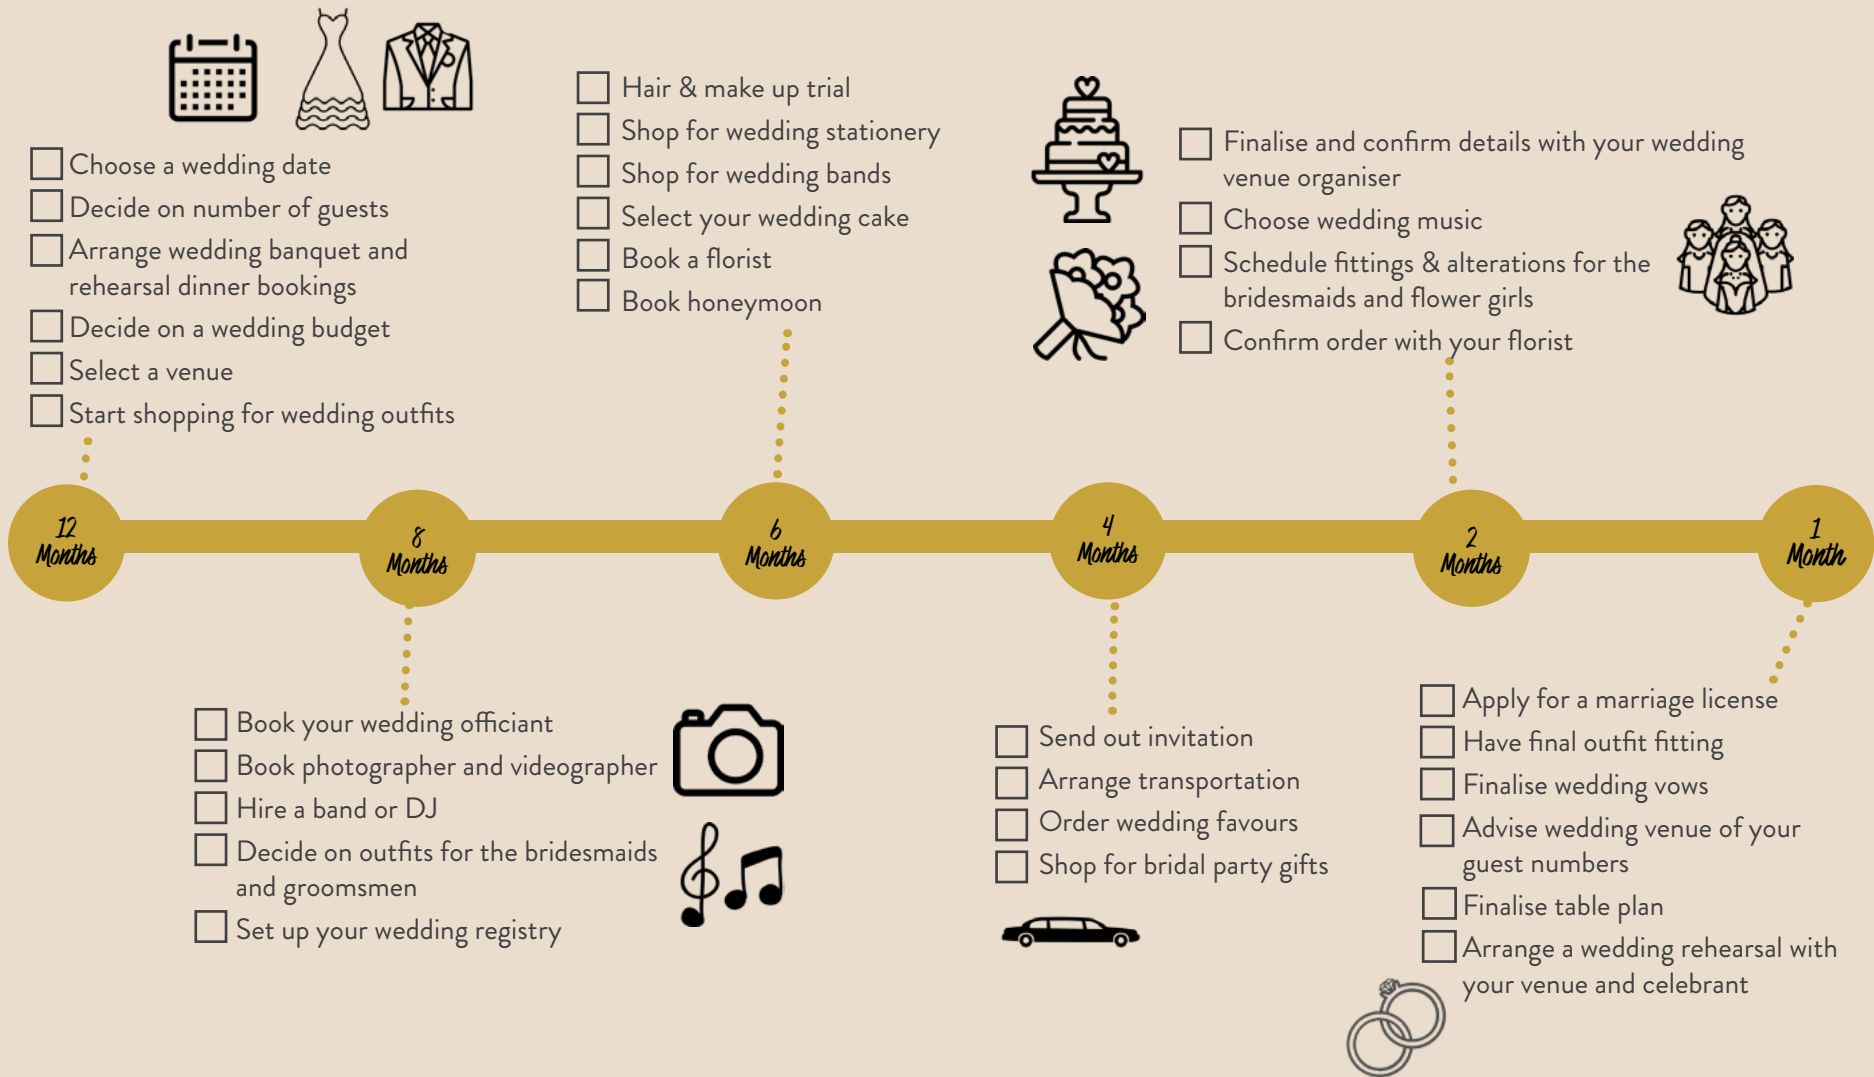 Choose a wedding date
Decide on number of guests
Arrange wedding banquet and
rehearsal dinner bookings
Decide on a wedding budget
Select a venue
Start shopping for wedding outfits
Hair & make up trial
Shop for wedding stationery
Shop for wedding bands
Select your wedding cake
Book a florist
Book honeymoon
Finalise and confirm details with your wedding
venue organiser
Choose wedding music
Schedule fittings & alterations for the
bridesmaids and flower girls
Confirm order with your florist
12
Months
8
Months
6
Months
4
Months
2
Months
1
Month
Book your wedding officiant
Book photographer and videographer
Hire a band or DJ
Decide on outfits for the bridesmaids
and groomsmen
Set up your wedding registry
Send out invitation
Arrange transportation
Order wedding favours
Shop for bridal party gifts
Apply for a marriage license
Have final outfit fitting
Finalise wedding vows
Advise wedding venue of your
guest numbers
Finalise table plan
Arrange a wedding rehearsal with
your venue and celebrant